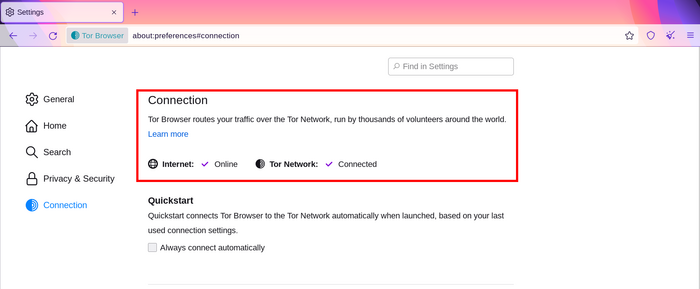 Settings
Tor Browser
about:preferences#connection
Find in Settings
General
Home
Search
Privacy & Security
Connection
Connection
Tor Browser routes your traffic over the Tor Network, run by thousands of volunteers around the world.
Learn more
Internet: Online Tor Network: Connected
Quickstart
Quickstart connects Tor Browser to the Tor Network automatically when launched, based on your last
used connection settings.
Always connect automatically